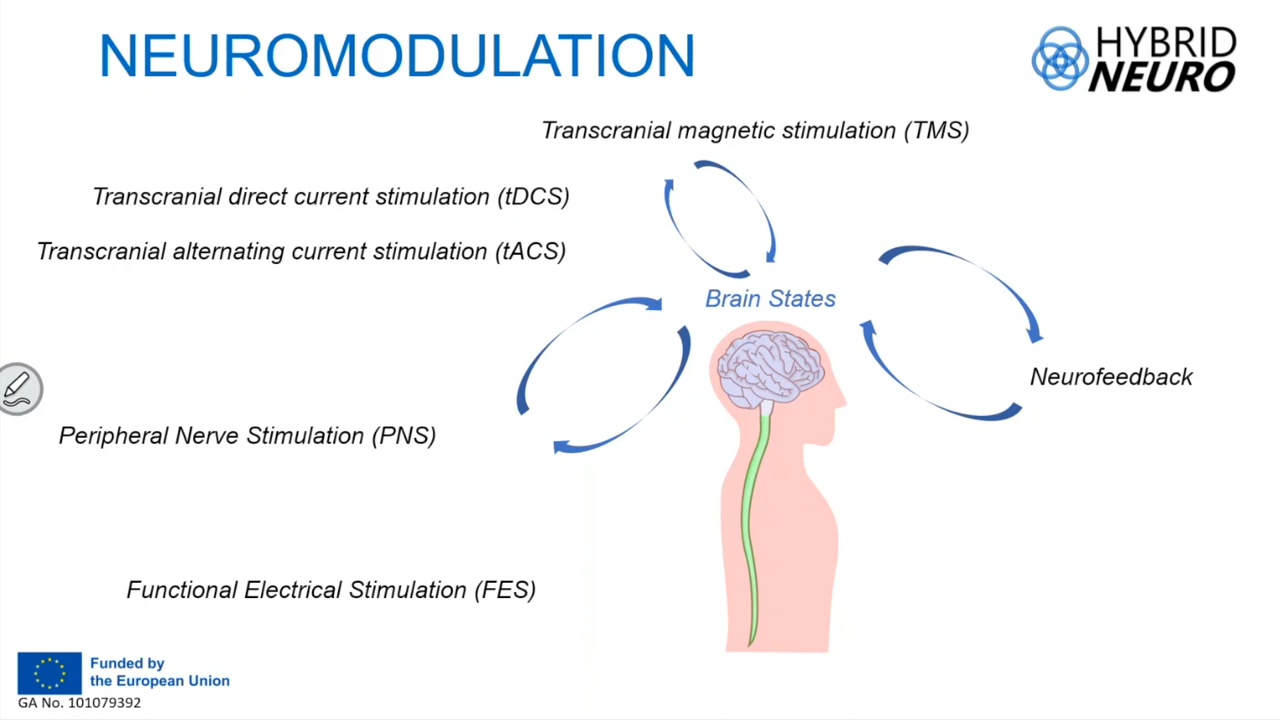 NEUROMODULATION
HYBRID
NEURO
Transcranial magnetic stimulation (TMS)
Transcranial direct current stimulation (tDCS)
Transcranial alternating current stimulation (tACS)
Brain States
Neurofeedback
Peripheral Nerve Stimulation (PNS)
Functional Electrical Stimulation (FES)
Funded by
the European Union
GA No. 101079392